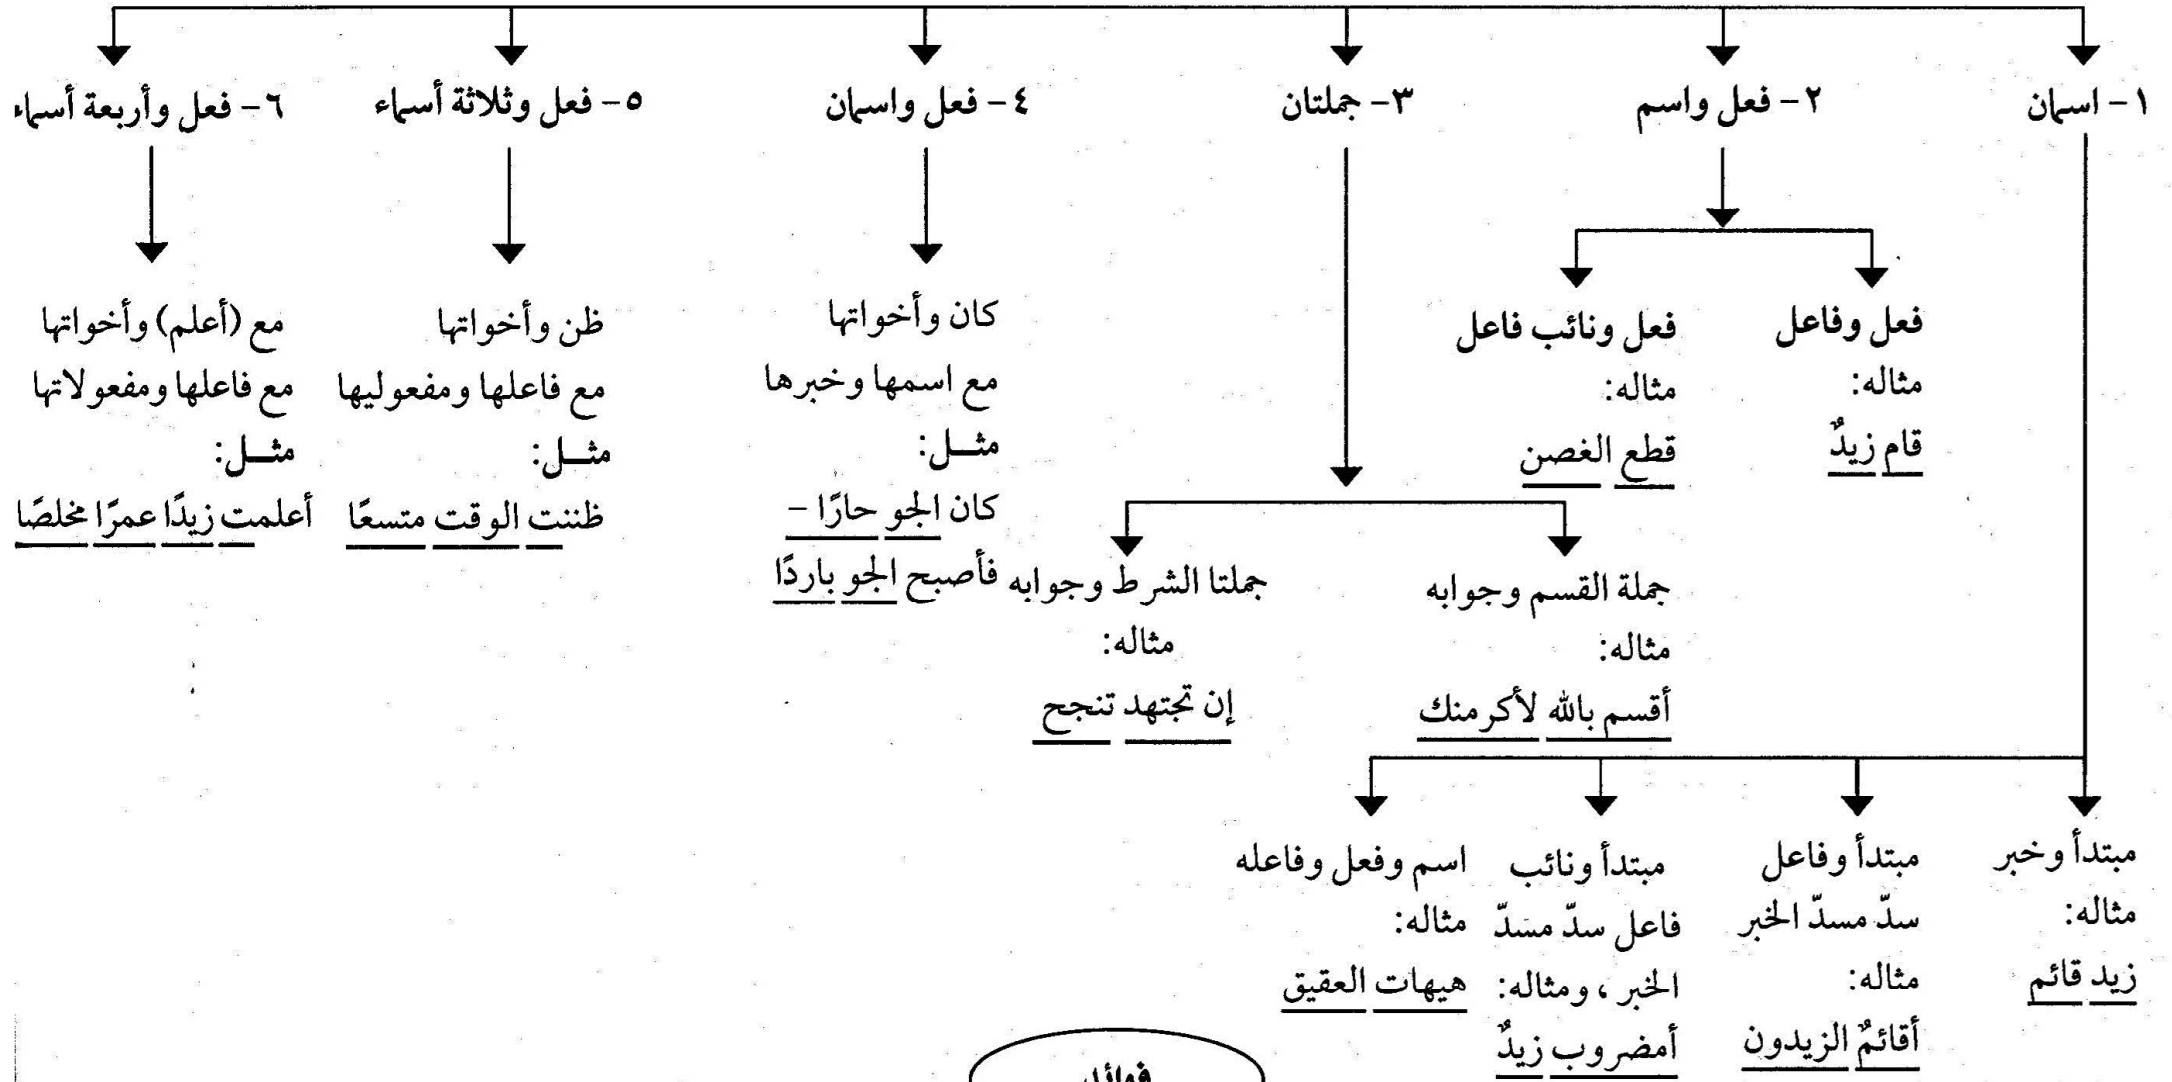 ١- اسمان
٢- فعل واسم
٣- جملتان
٤- فعل واسمان
٥- فعل وثلاثة أسماء
٦- فعل وأربعة أسماء
فعل وفاعل
مثاله:
قام زيدٌ
فعل ونائب فاعل
مثاله:
قطع الغصن
كان وأخواتها
مع اسمها وخبرها
مثــل:
كان الجو حارًا –
فأصبح الجو باردًا
ظن وأخواتها
مع فاعلها ومفعوليها
مثــل:
ظننت الوقت متسعًا
مع (أعلم) وأخواتها
مع فاعلها ومفعولاتها
مثــل:
أعلمت زيدًا عمرًا مخلصًا
جملة القسم وجوابه
مثاله:
أقسم بالله لأكرمنك
جملتا الشرط وجوابه
مثاله:
إن تجتهد تنجح
مبتدأ وخبر
مثاله:
زيد قائم
مبتدأ وفاعل
سدّ مسدّ الخبر
مثاله:
أقائمٌ الزيدون
مبتدأ ونائب
فاعل سدّ مسدّ
الخبر، ومثاله:
أمضروب زيدٌ
اسم وفعل وفاعله
مثاله:
هيهات العقيق
فوائد